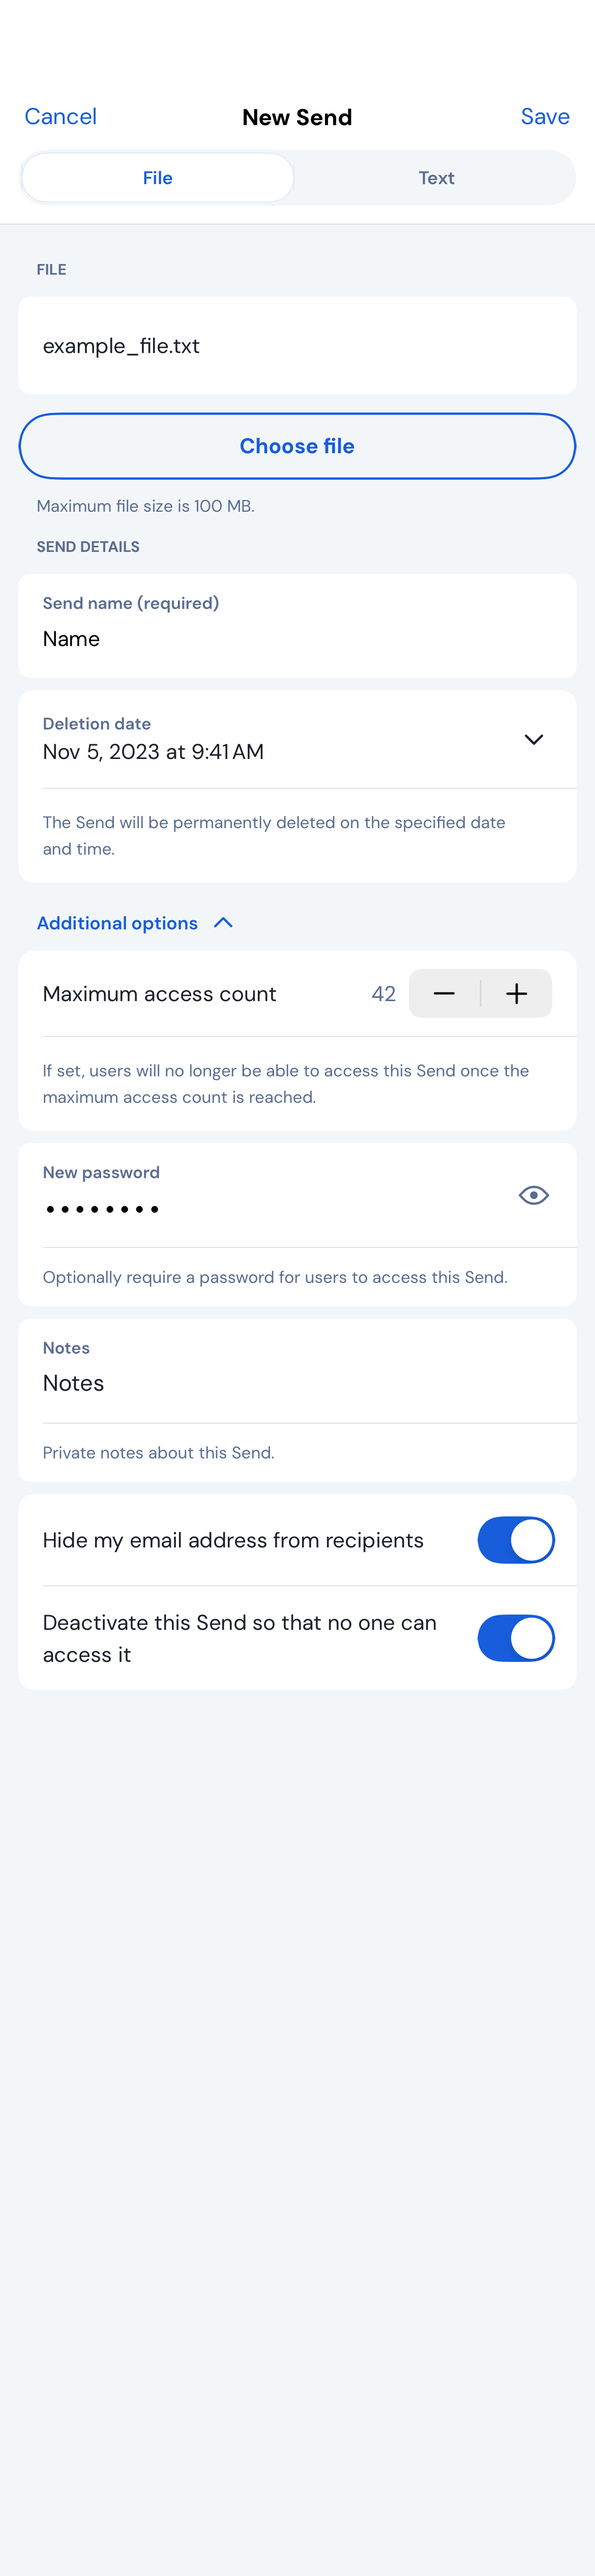 Cancel New Send Save
File Text
FILE
example_file.txt
Choose file
Maximum file size is 100 MB.
SEND DETAILS
Send name (required)
Name
Deletion date
Nov 5, 2023 at 9:41 AM
The Send will be permanently deleted on the specified date
and time.
Additional options
Maximum access count 42
If set, users will no longer be able to access this Send once the
maximum access count is reached.
New password
••••••••
Optionally require a password for users to access this Send.
Notes
Notes
Private notes about this Send.
Hide my email address from recipients
Deactivate this Send so that no one can
access it